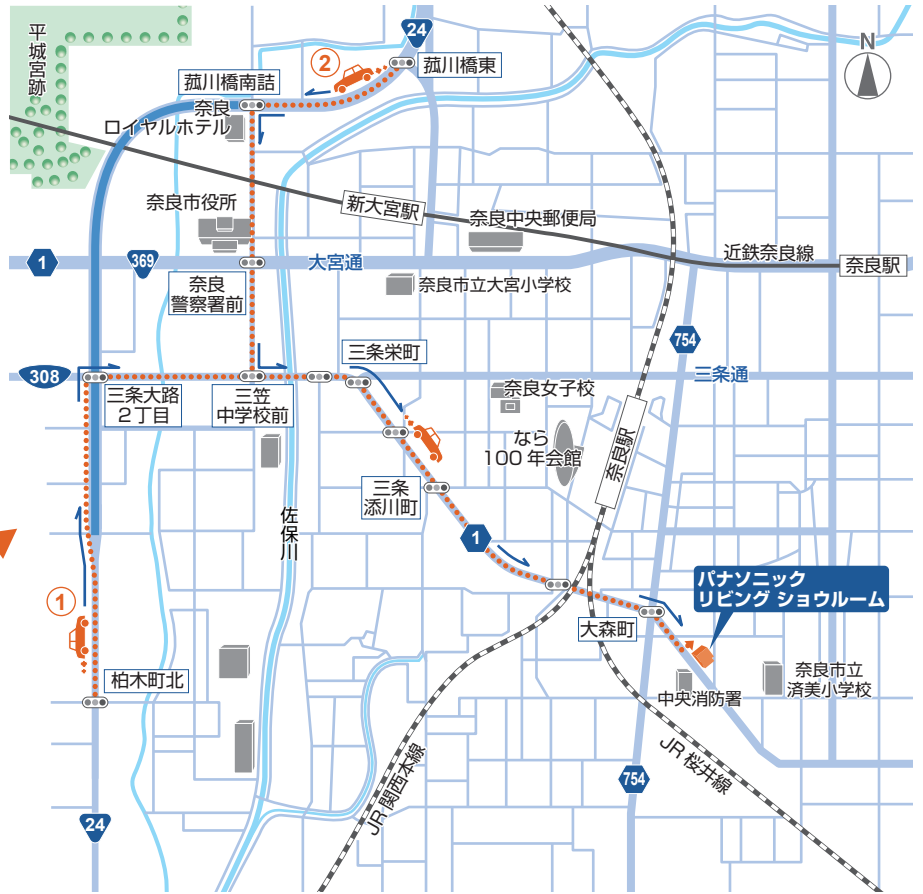 平城宮跡
24
菰川橋東
2
菰川橋南詰
奈良
ロイヤルホテル
N
奈良市役所
新大宮駅
奈良中央郵便局
近鉄奈良線
奈良駅
1
369
大宮通
奈良
警察署前
奈良市立大宮小学校
754
三条栄町
308
三条通
三条大路
2丁目
三笠
中学校前
奈良女子校
なら
100年会館
奈良駅
三条
添川町
佐保川
1
1
パナソニック
リビング ショウルーム
大森町
柏木町北
中央消防署
奈良市立
済美小学校
JR関西本線
JR桜井線
754
24